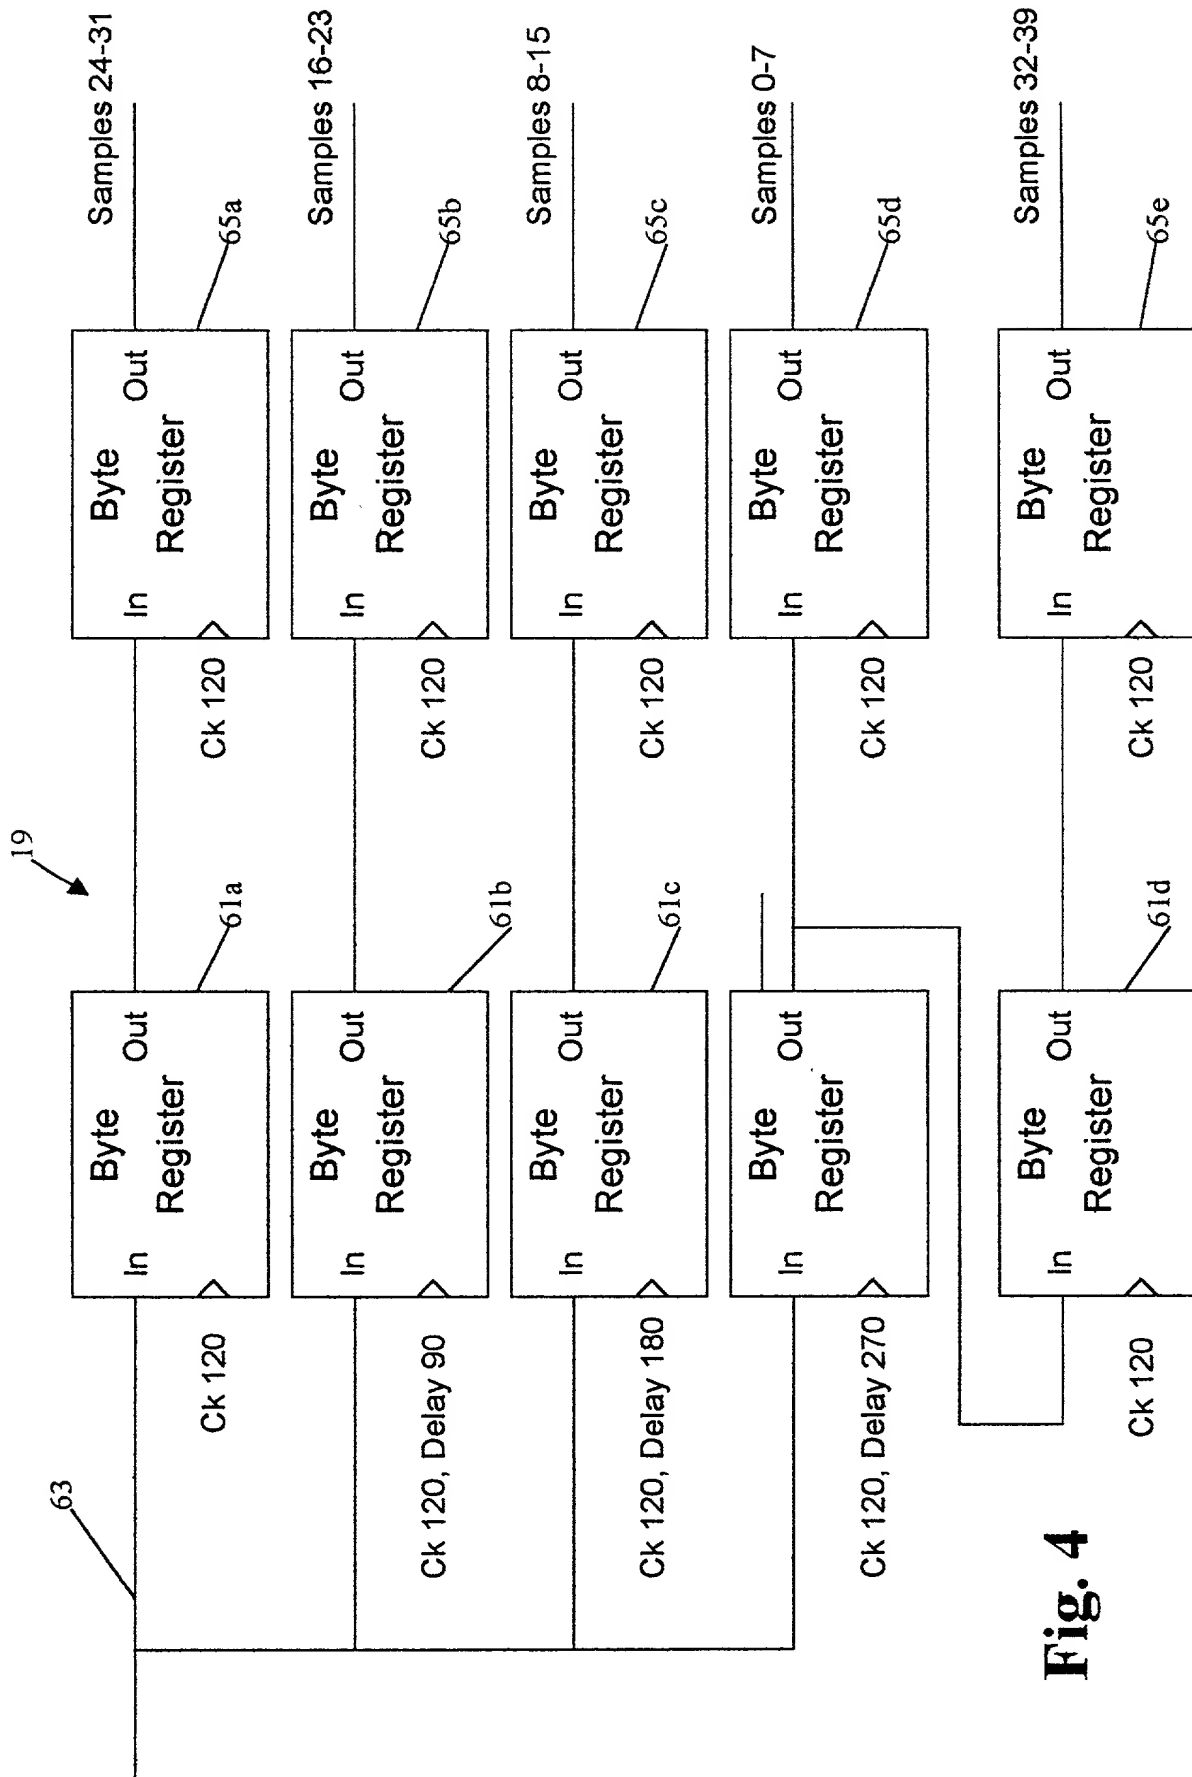 19
63
Byte
Register
In
Out
Ck 120
61a
Byte
Register
In
Out
Ck 120
65a
Samples 24-31
Byte
Register
In
Out
Ck 120, Delay 90
61b
Byte
Register
In
Out
Ck 120
65b
Samples 16-23
Byte
Register
In
Out
Ck 120, Delay 180
61c
Byte
Register
In
Out
Ck 120
65c
Samples 8-15
Byte
Register
In
Out
Ck 120, Delay 270
Byte
Register
In
Out
Ck 120
65d
Samples 0-7
Byte
Register
In
Out
Ck 120
61d
Byte
Register
In
Out
Ck 120
65e
Samples 32-39
Fig. 4